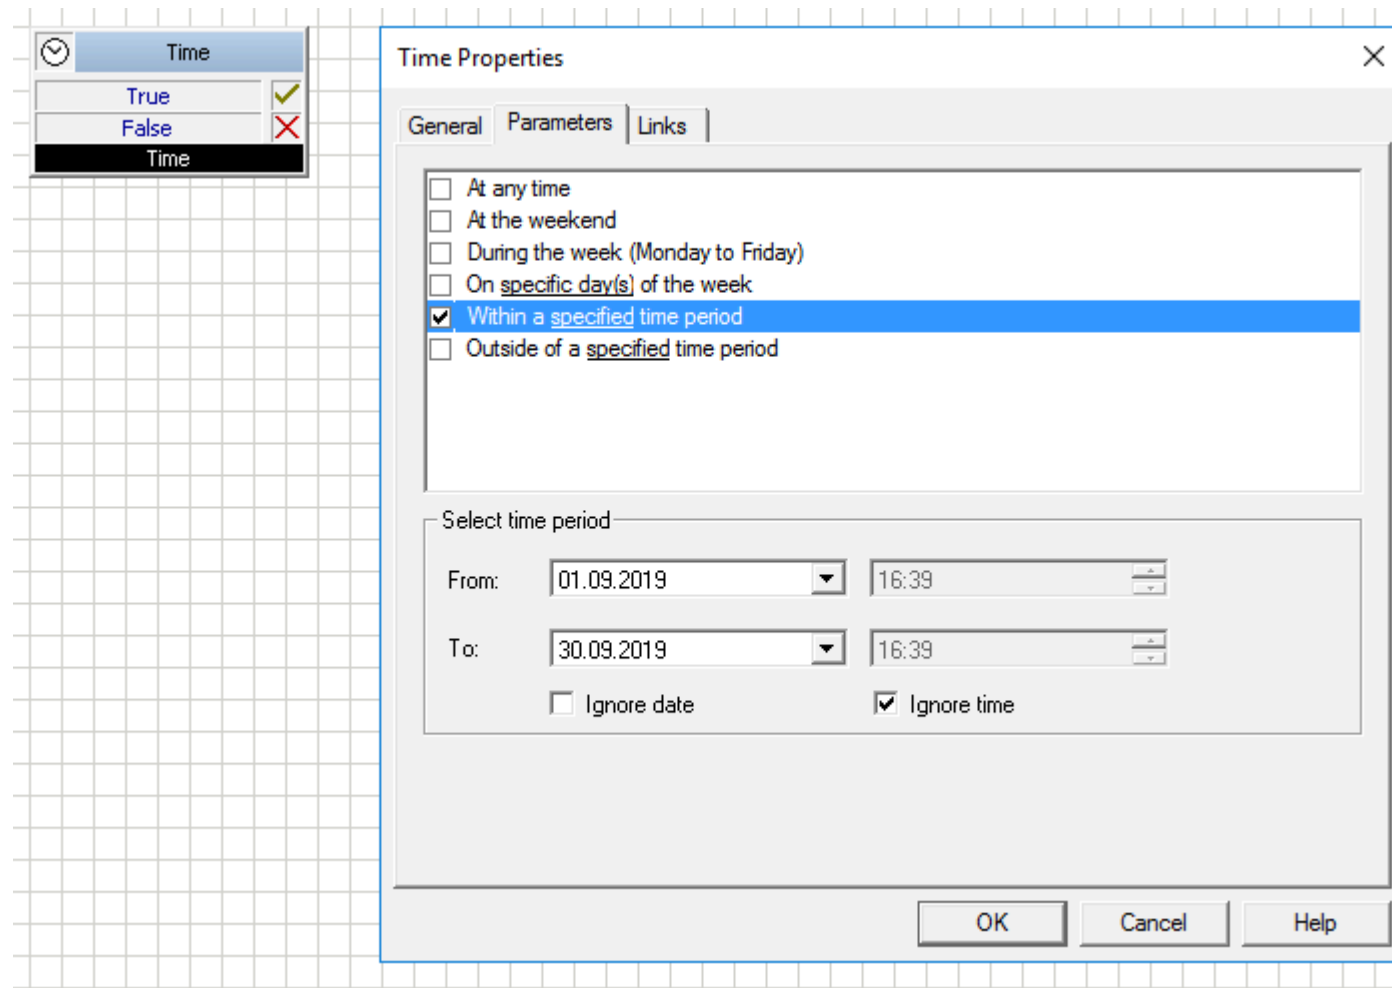 Time
True
False
Time
Time Properties
General Parameters Links
At any time
At the weekend
During the week (Monday to Friday)
On specific day(s) of the week
Within a specified time period
Outside of a specified time period
Select time period
From: 01.09.2019 16:39
To: 30.09.2019 16:39
Ignore date Ignore time
OK Cancel Help